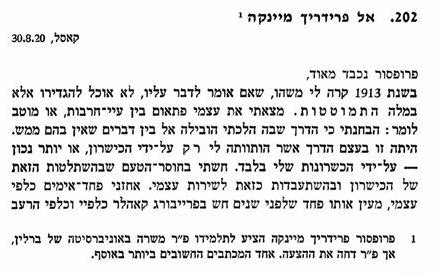 202. אל פרידריך מיינקה 1
קאסל, 30.8.20
פרופסור נכבד מאוד,
בשנת 1913 קרה לי משהו, שאם אומר לדבר עליו, לא אוכל להגדירו אלא
במלה התמוטטות. מצאתי את עצמי פתאום בין עיי־חרבות, או מוטב
לומר: הבחנתי כי הדרך שבה הלכתי הובילה אל בין דברים שאין בהם ממש.
היתה זו בעצם הדרך אשר הותוותה לי רק על־ידי הכישרון, או יותר נכון
— על־ידי הכשרונות שלי בלבד. חשתי בחוסר־הטעם שבהשתלטות הזאת
של הכישרון ובהשתעבדות כזאת לשירות עצמי. אחזני פחד־אימים כלפי
עצמי, מעין אותו פחד שלפני שנים חש בפרייבורג קאהלר כלפיי וכלפי הרעב
1 פרופסור פרידריך מיינקה הציע לתלמידו פ״ר משרה באוניברסיטה של ברלין,
אך פ״ר דחה את ההצעה. אחד המכתבים החשובים ביותר באוסף.